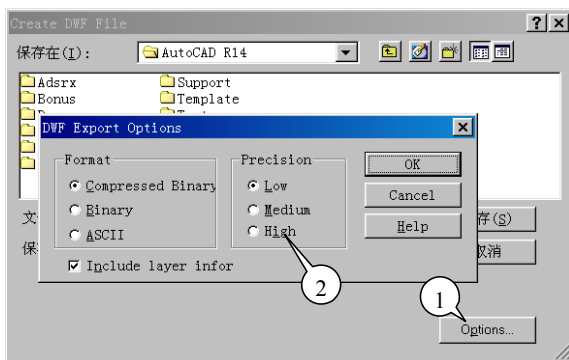 Create DWF File
保存在(I):
AutoCAD R14
Adsrx
Support
Bonus
Template
DWF Export Options
Format
Precision
OK
Compressed Binary
Low
Cancel
Binary
Medium
Help
ASCII
High
文
存(S)
Include layer infor
保
取消
2
1
Options...